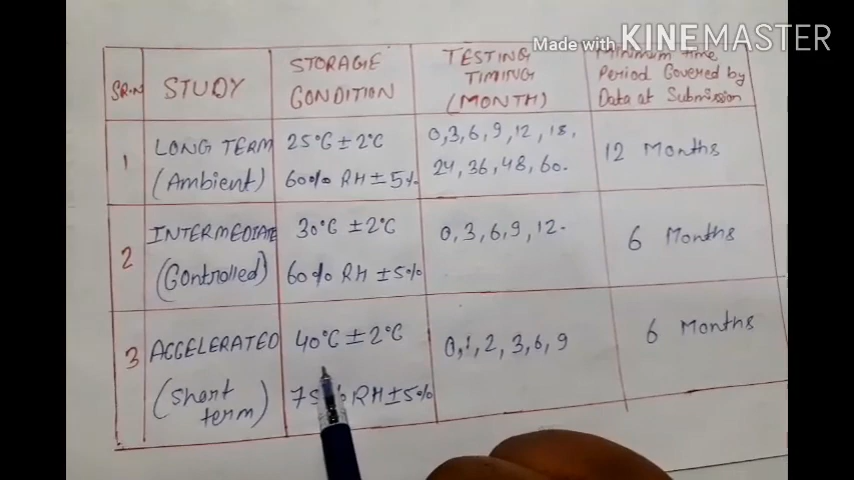 Made with KINEMASTER
SR.N STUDY STORAGE CONDITION TESTING TIMING (MONTH) Minimum time Period Covered by Data at Submission
1 LONG TERM (Ambient) 25°C ± 2°C 60% RH ± 5% 0, 3, 6, 9, 12, 18, 24, 36, 48, 60. 12 Months
2 INTERMEDIATE (Controlled) 30°C ± 2°C 60% RH ± 5% 0, 3, 6, 9, 12. 6 Months
3 ACCELERATED (Short term) 40°C ± 2°C 75% RH ± 5% 0, 1, 2, 3, 6, 9 6 Months